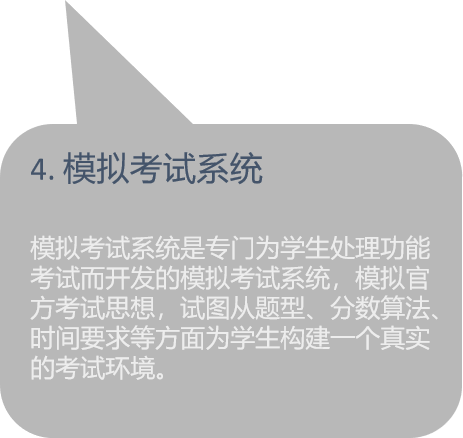 4. 模拟考试系统
模拟考试系统是专门为学生处理功能
考试而开发的模拟考试系统，模拟官
方考试思想，试图从题型、分数算法、
时间要求等方面为学生构建一个真实
的考试环境。